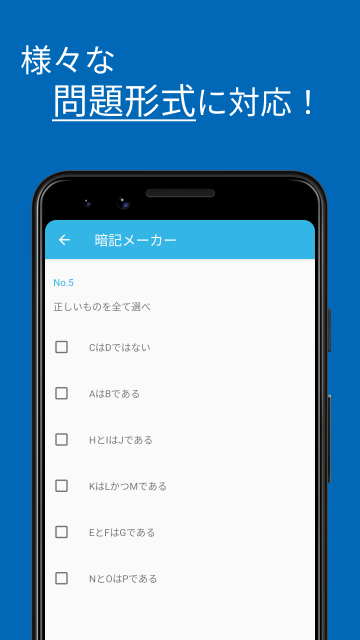 様々な
問題形式に対応！
暗記メーカー
No.5
正しいものを全て選べ
CはDではない
AはBである
HとIはJである
KはLかつMである
EとFはGである
NとOはPである